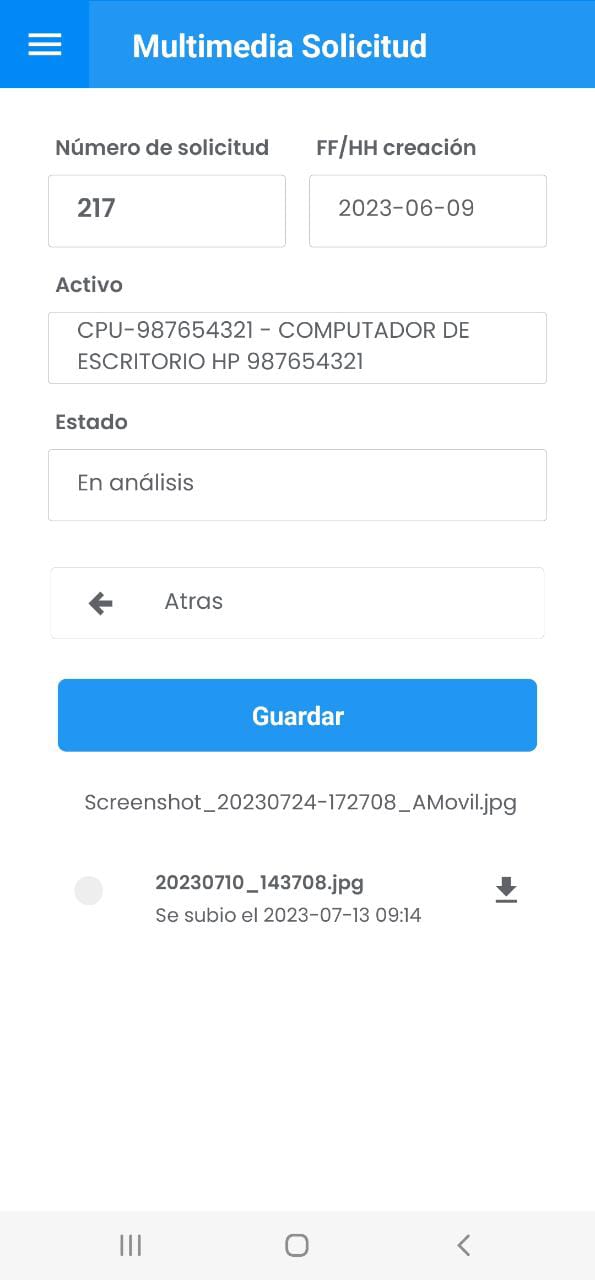 Multimedia Solicitud
Número de solicitud
FF/HH creación
217
2023-06-09
Activo
CPU-987654321 - COMPUTADOR DE
ESCRITORIO HP 987654321
Estado
En análisis
Atras
Guardar
Screenshot_20230724-172708_AMovil.jpg
20230710_143708.jpg
Se subio el 2023-07-13 09:14